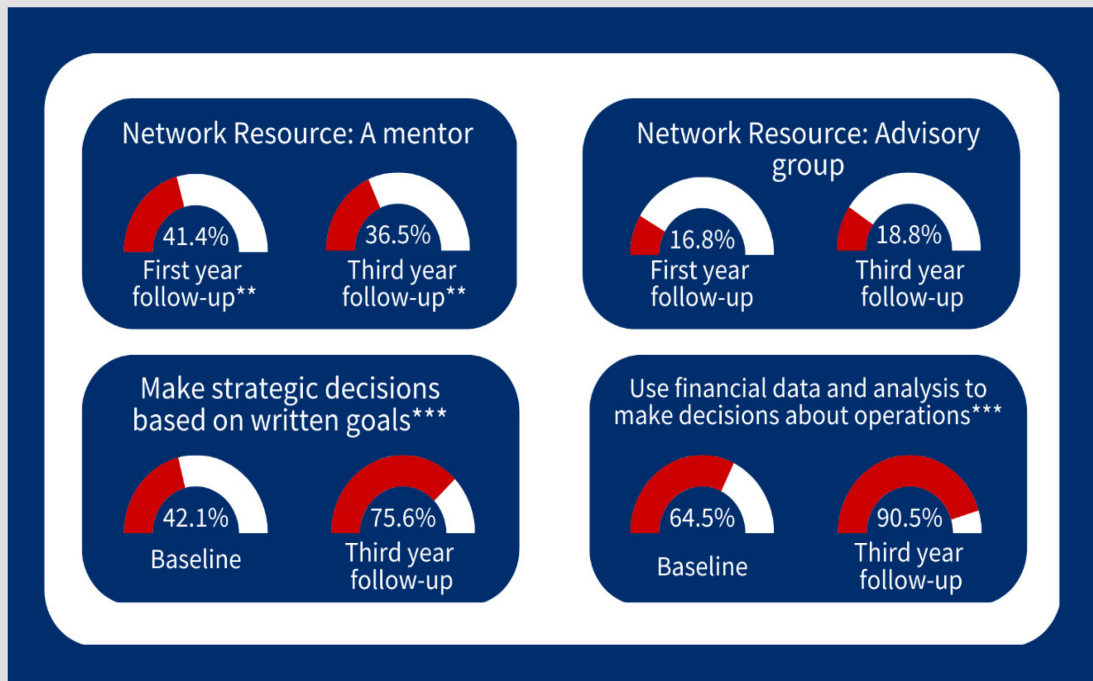 Network Resource: A mentor
41.4%
First year
follow-up**
36.5%
Third year
follow-up**
Network Resource: Advisory
group
16.8%
First year
follow-up
18.8%
Third year
follow-up
Make strategic decisions
based on written goals***
42.1%
Baseline
75.6%
Third year
follow-up
Use financial data and analysis to
make decisions about operations***
64.5%
Baseline
90.5%
Third year
follow-up